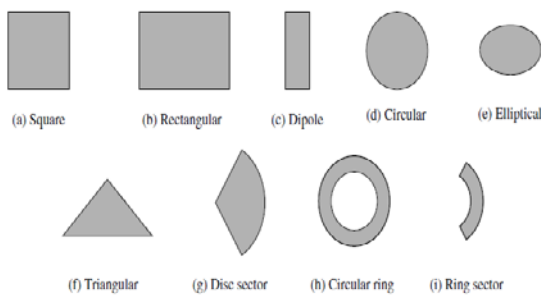 (a) Square (b) Rectangular (c) Dipole (d) Circular (e) Elliptical
(f) Triangular (g) Disc sector (h) Circular ring (i) Ring sector